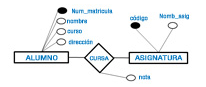 Num_matricula
nombre
curso
dirección
código
Nomb_asig
ALUMNO
CURSA
ASIGNATURA
nota